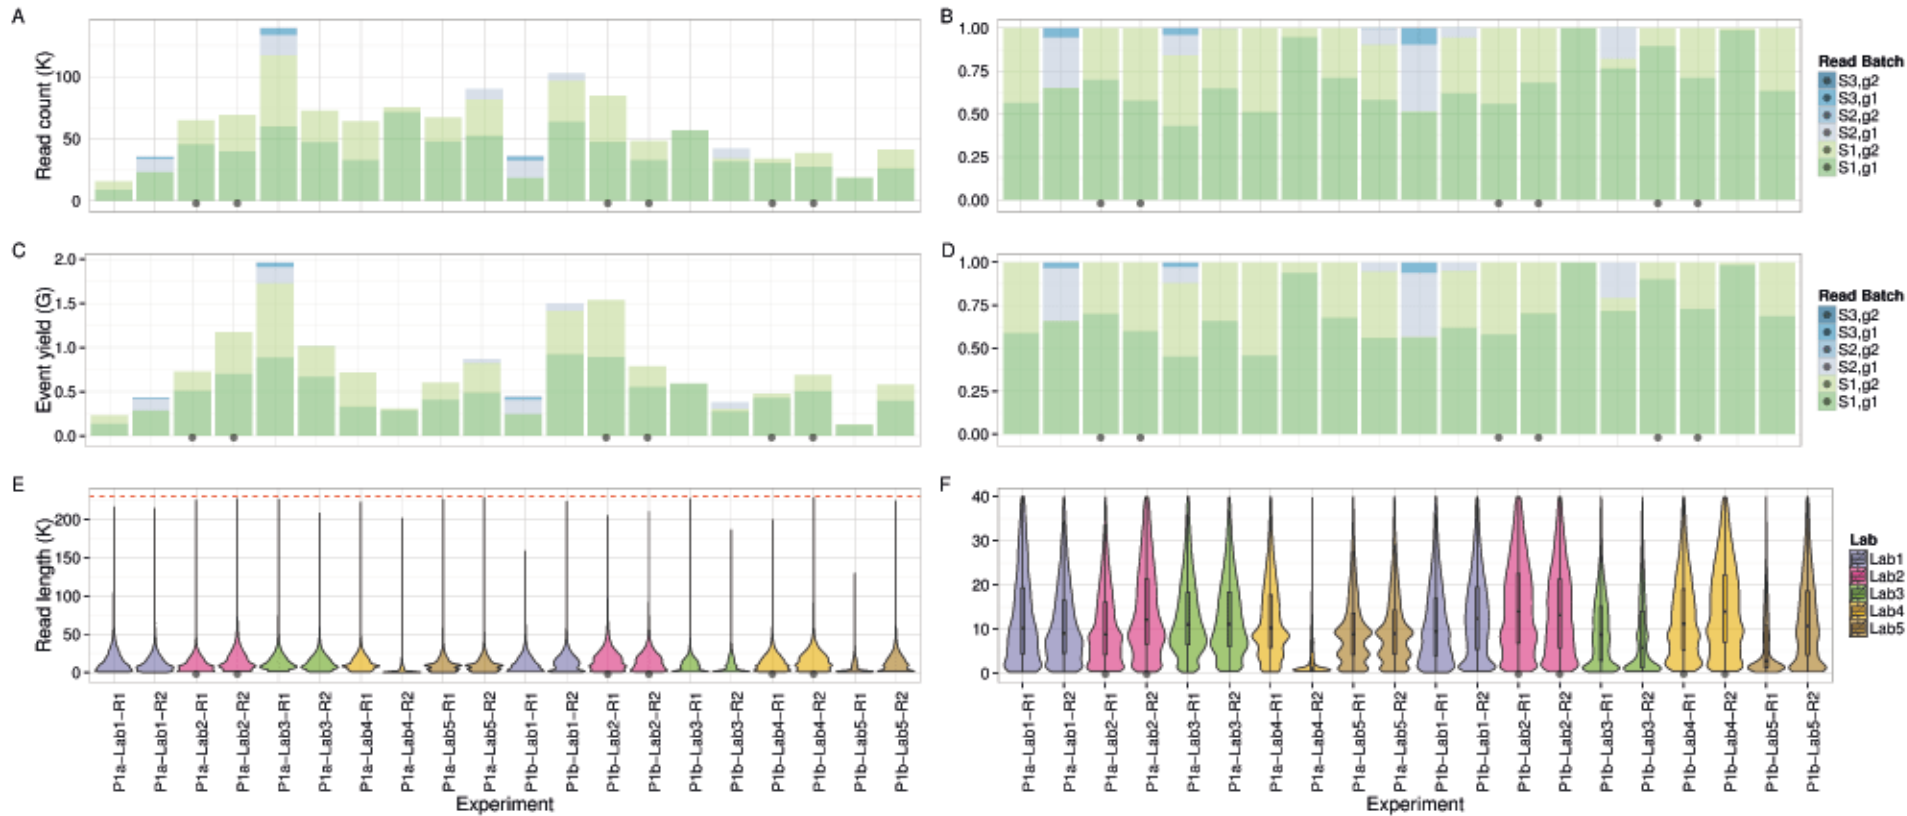 A
Read count (K)
100
50
0
B
1.00
0.75
0.50
0.25
0.00
Read Batch
S3,g2
S3,g1
S2,g2
S2,g1
S1,g2
S1,g1
C
Event yield (G)
2.0
1.5
1.0
0.5
0.0
D
1.00
0.75
0.50
0.25
0.00
Read Batch
S3,g2
S3,g1
S2,g2
S2,g1
S1,g2
S1,g1
E
Read length (K)
200
150
100
50
0
P1a-Lab1-R1
P1a-Lab1-R2
P1a-Lab2-R1
P1a-Lab2-R2
P1a-Lab3-R1
P1a-Lab3-R2
P1a-Lab4-R1
P1a-Lab4-R2
P1a-Lab5-R1
P1a-Lab5-R2
P1b-Lab1-R1
P1b-Lab1-R2
P1b-Lab2-R1
P1b-Lab2-R2
P1b-Lab3-R1
P1b-Lab3-R2
P1b-Lab4-R1
P1b-Lab4-R2
P1b-Lab5-R1
P1b-Lab5-R2
Experiment
F
40
30
20
10
0
P1a-Lab1-R1
P1a-Lab1-R2
P1a-Lab2-R1
P1a-Lab2-R2
P1a-Lab3-R1
P1a-Lab3-R2
P1a-Lab4-R1
P1a-Lab4-R2
P1a-Lab5-R1
P1a-Lab5-R2
P1b-Lab1-R1
P1b-Lab1-R2
P1b-Lab2-R1
P1b-Lab2-R2
P1b-Lab3-R1
P1b-Lab3-R2
P1b-Lab4-R1
P1b-Lab4-R2
P1b-Lab5-R1
P1b-Lab5-R2
Experiment
Lab
Lab1
Lab2
Lab3
Lab4
Lab5